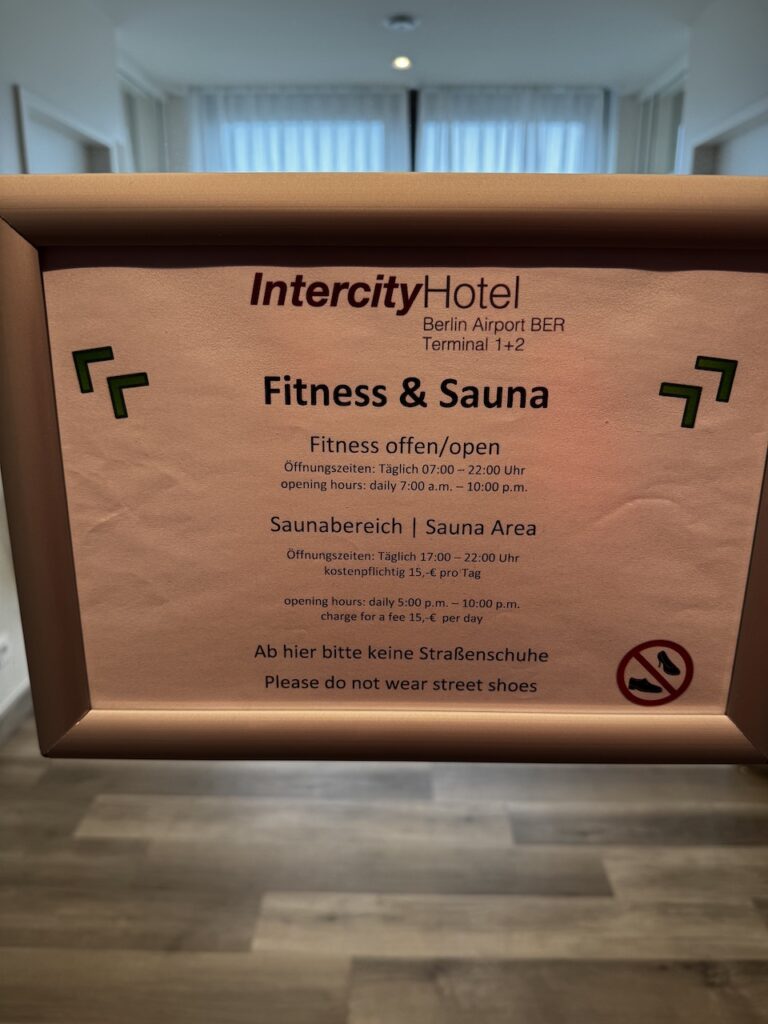 IntercityHotel
Berlin Airport BER
Terminal 1+2
Fitness & Sauna
Fitness offen/open
Öffnungszeiten: Täglich 07:00 – 22:00 Uhr
opening hours: daily 7:00 a.m. – 10:00 p.m.
Saunabereich | Sauna Area
Öffnungszeiten: Täglich 17:00 – 22:00 Uhr
kostenpflichtig 15,-€ pro Tag
opening hours: daily 5:00 p.m. – 10:00 p.m.
charge for a fee 15,-€ per day
Ab hier bitte keine Straßenschuhe
Please do not wear street shoes